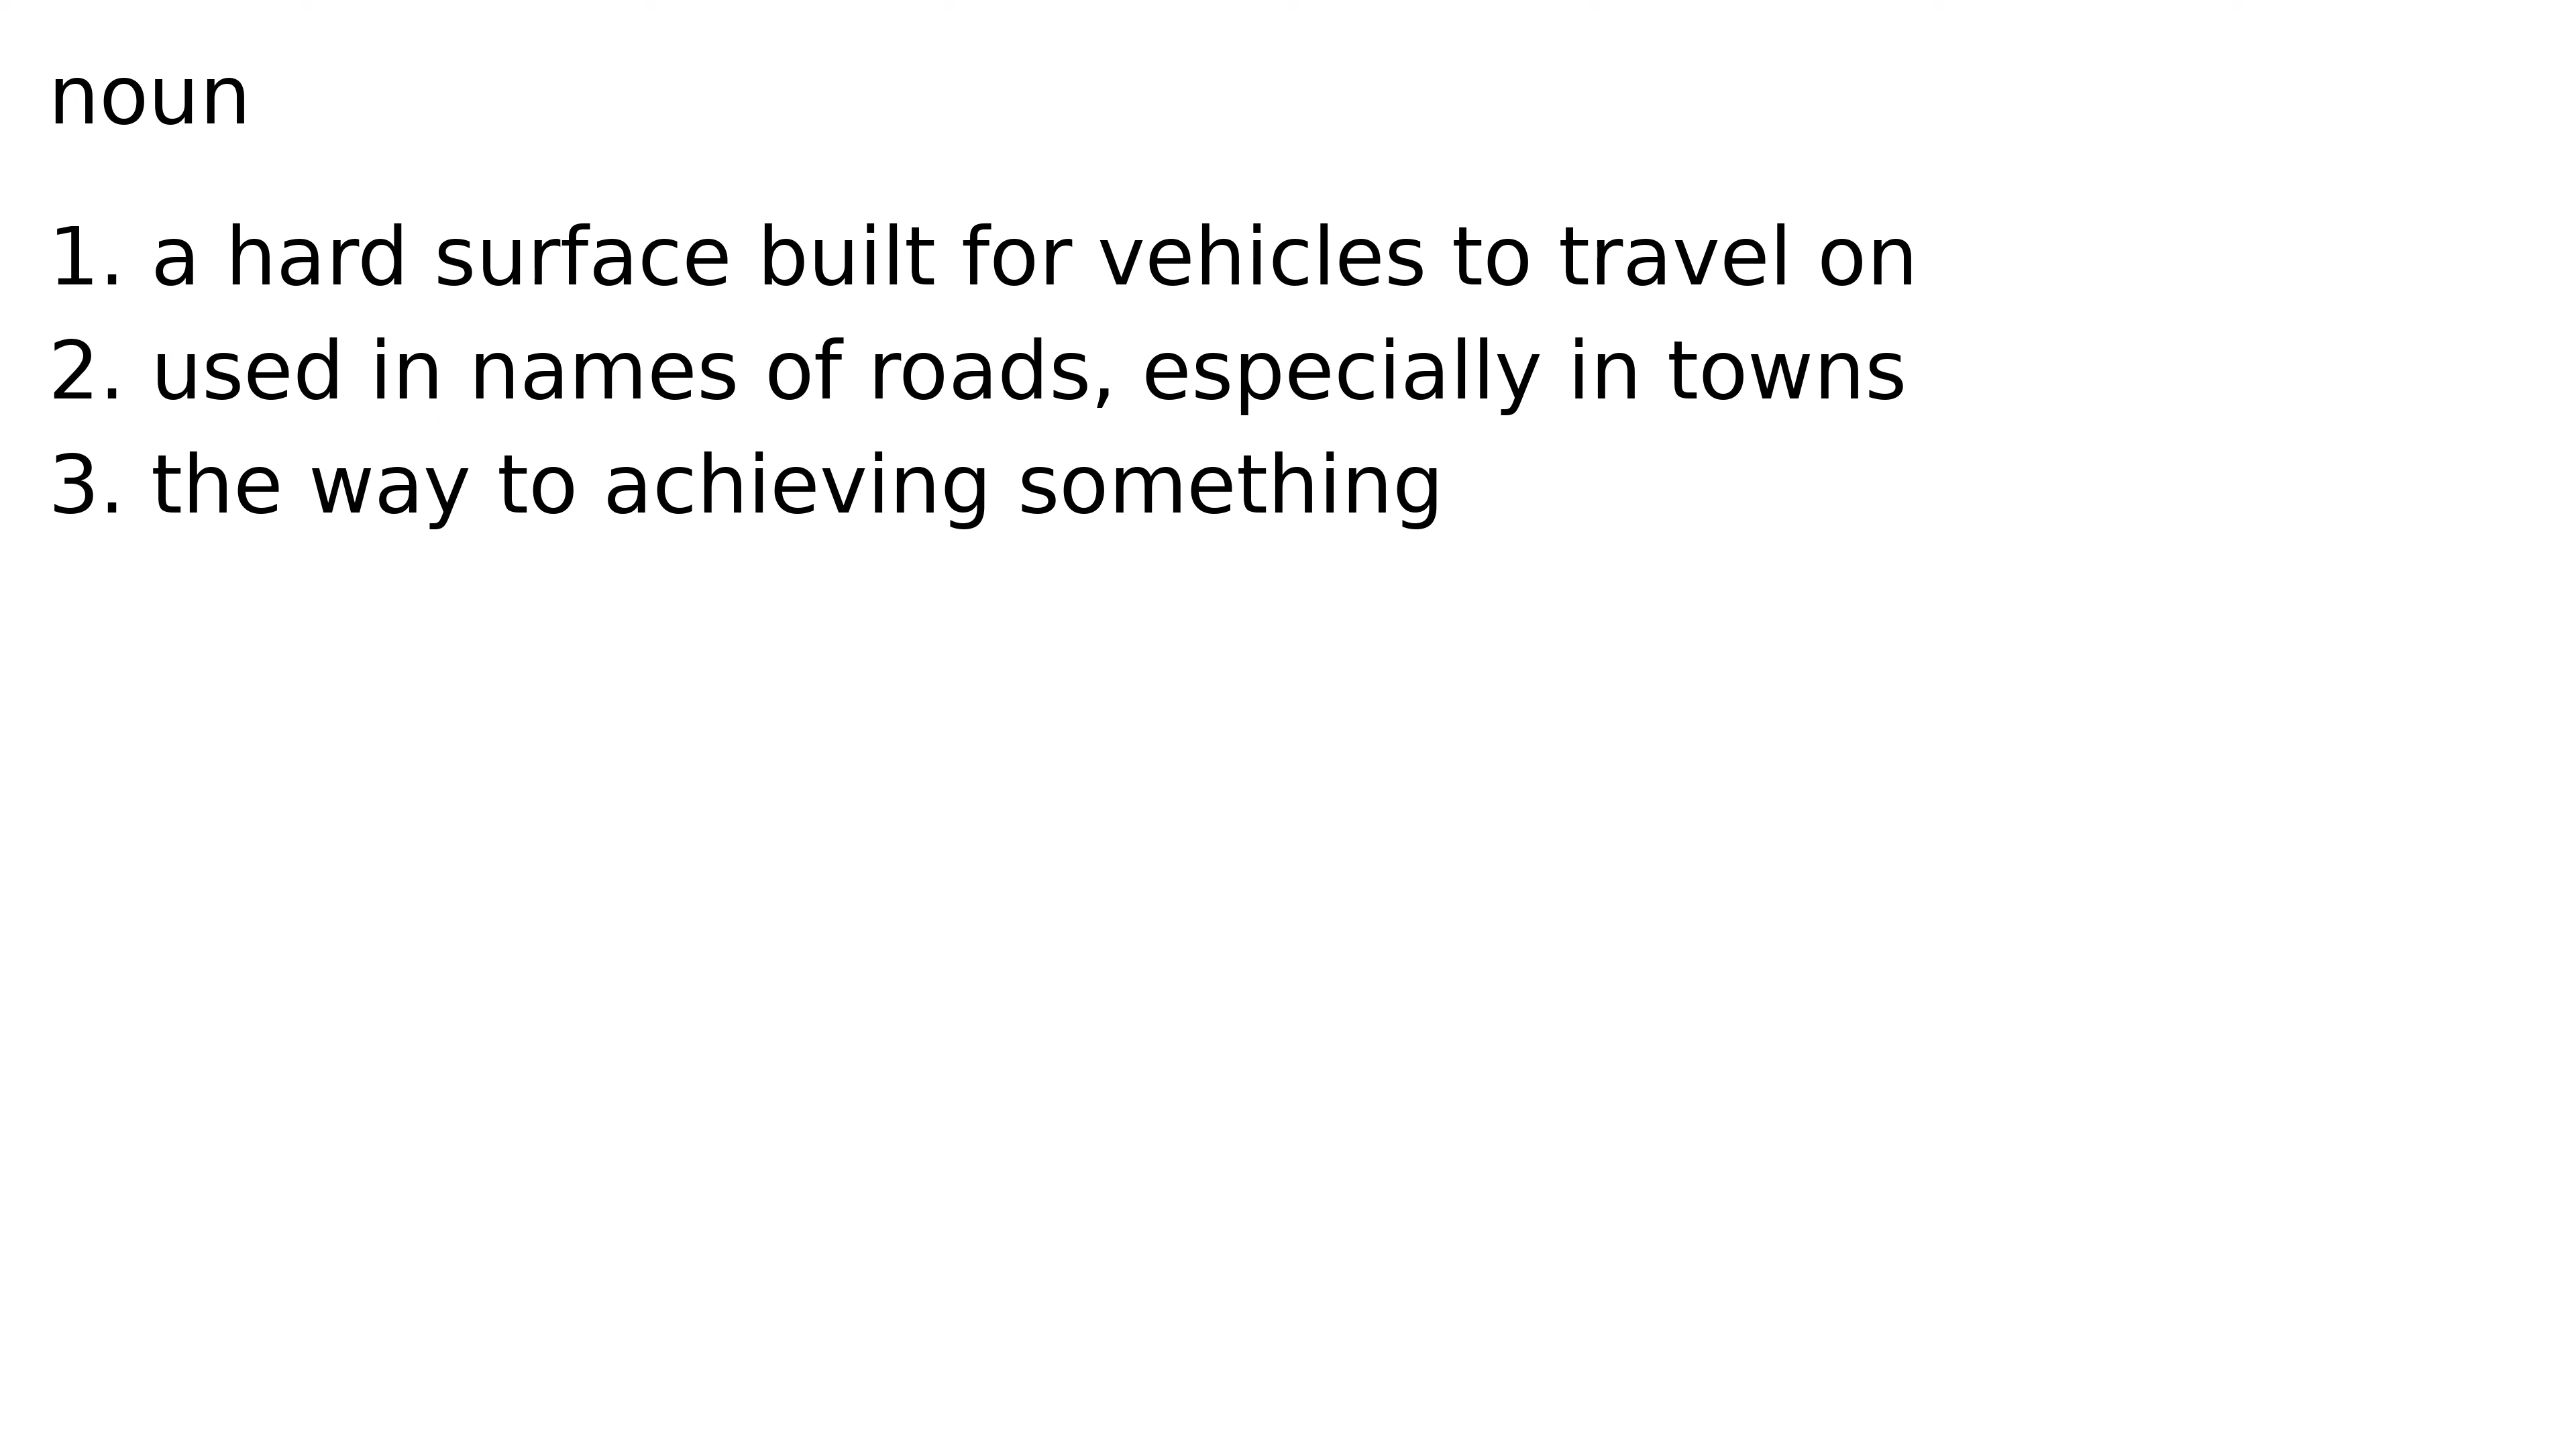 noun
1. a hard surface built for vehicles to travel on
2. used in names of roads, especially in towns
3. the way to achieving something